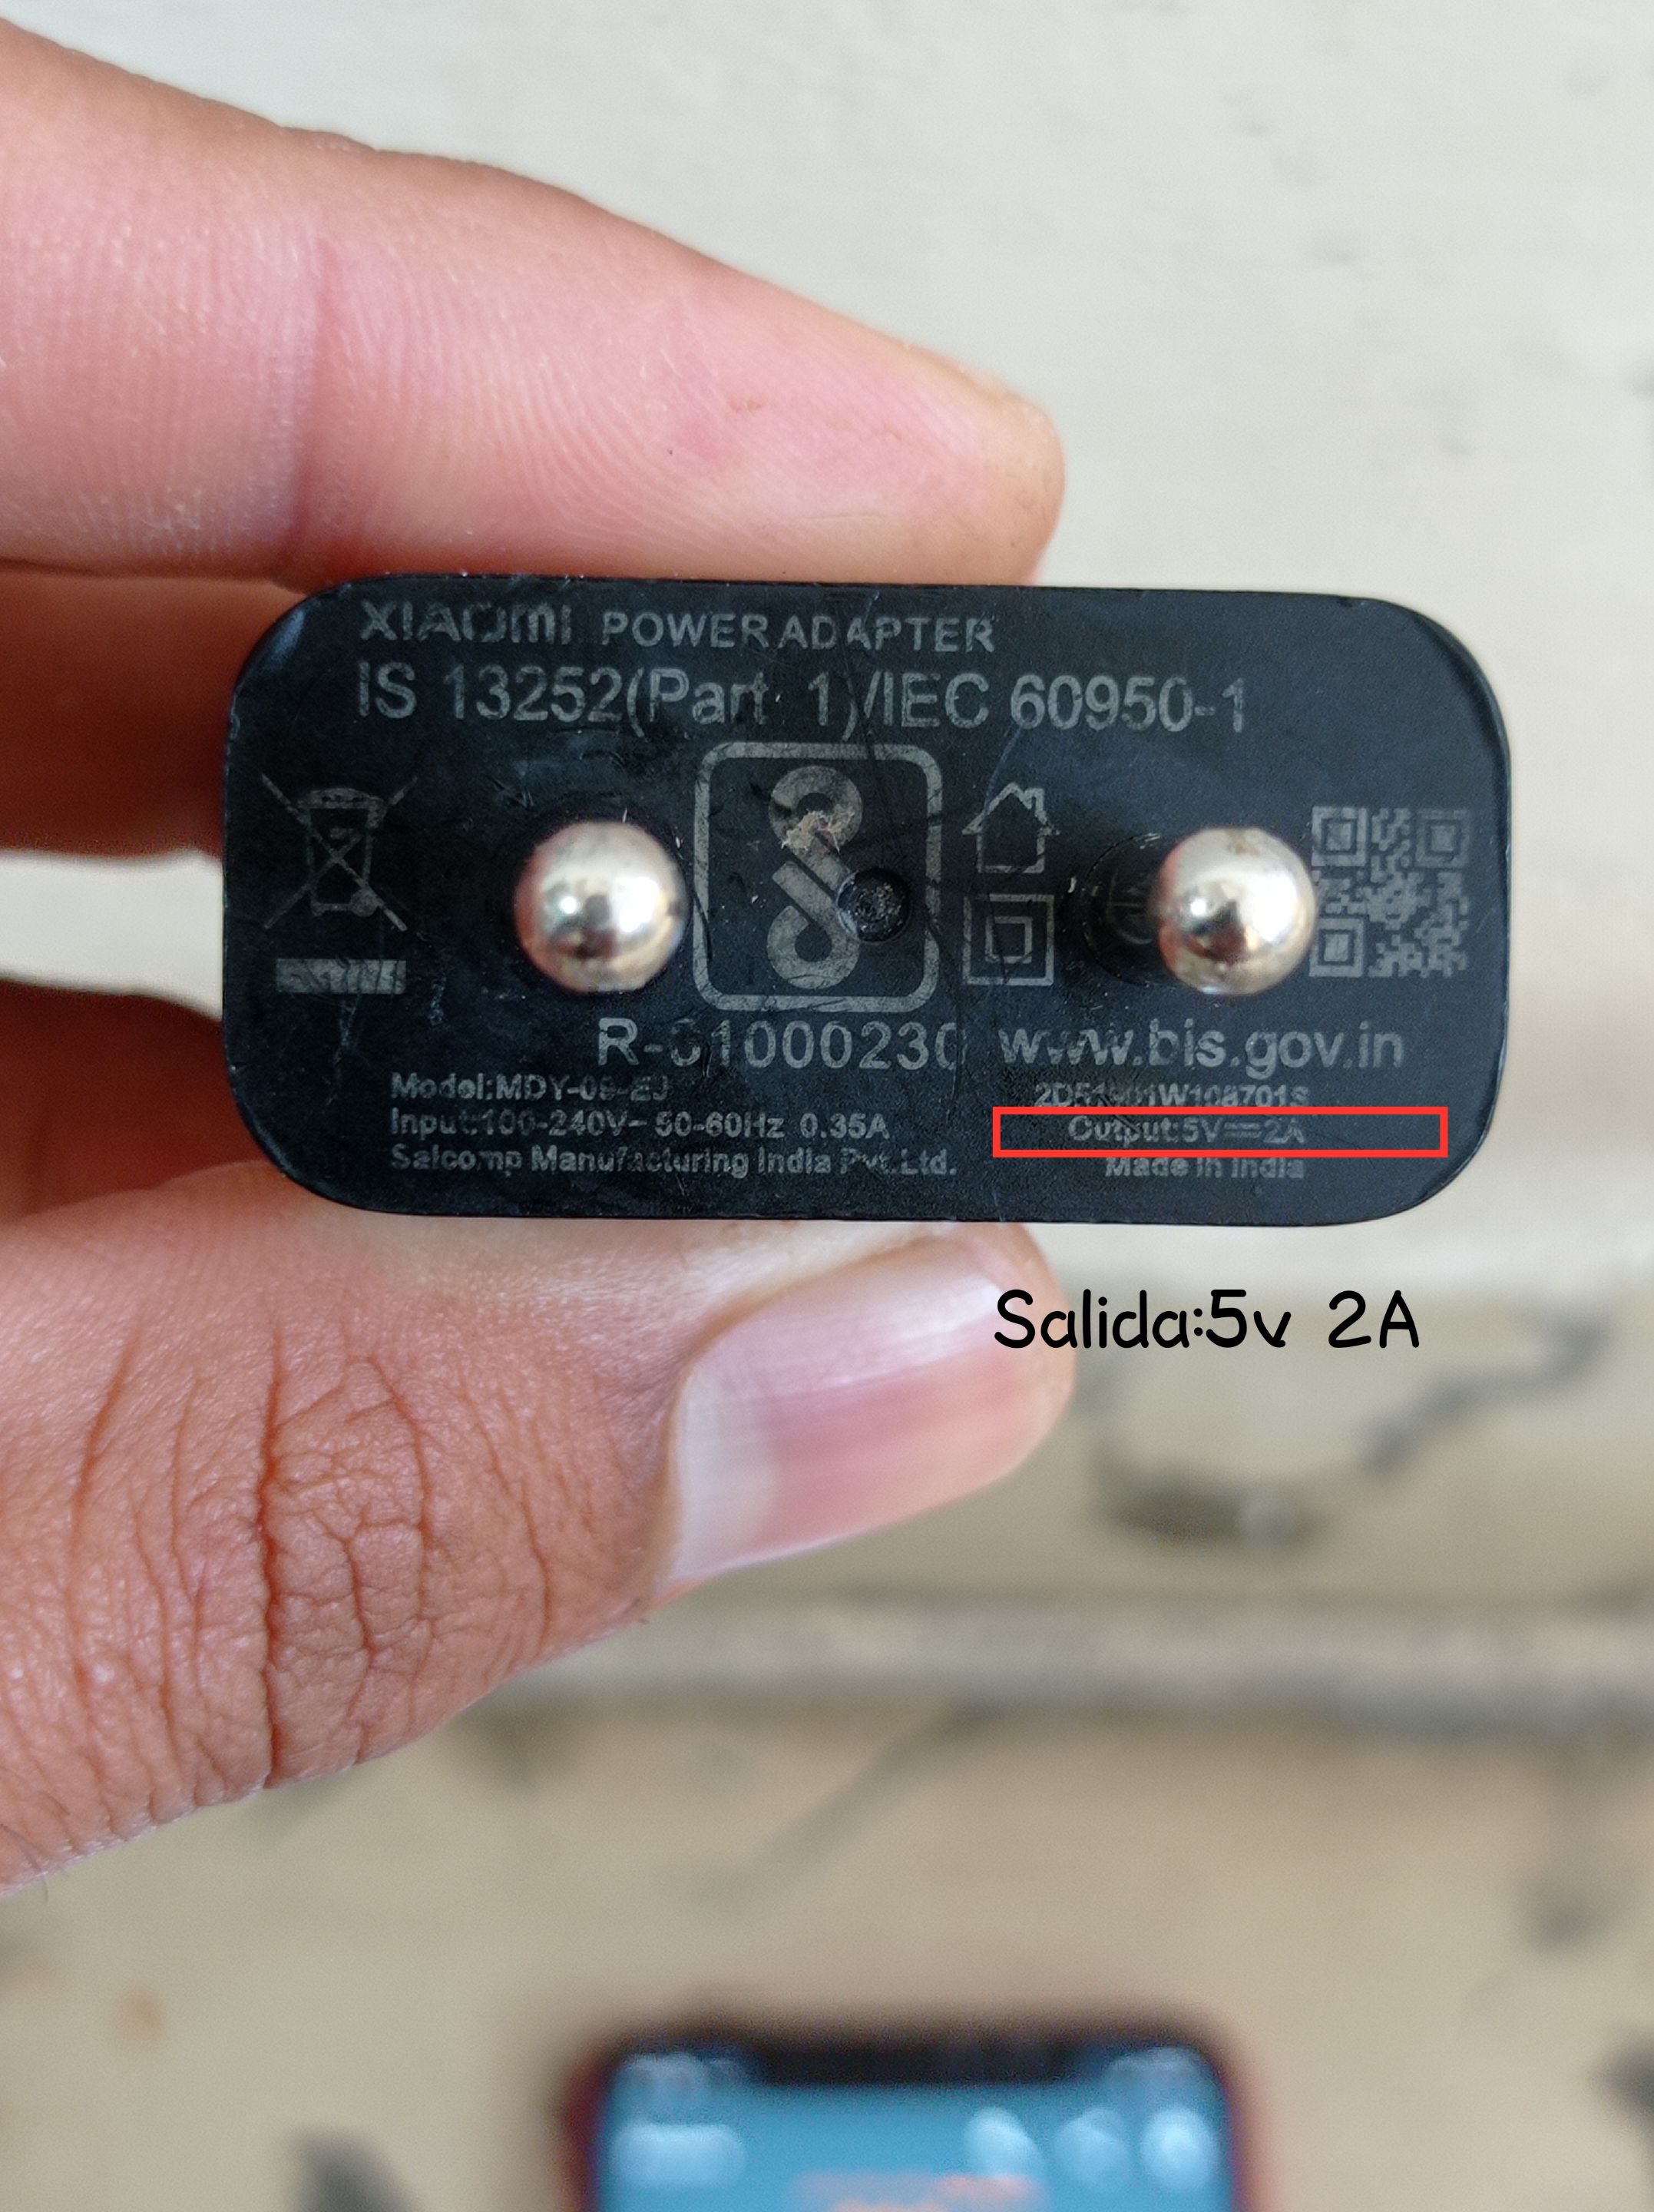 XIAOMI POWER ADAPTER
IS 13252(Part 1)/IEC 60950-1
www.bis.gov.in
Input:100-240V~ 50-60Hz 0.35A
Output:5V⎓2A
Salcomp Manufacturing India Pvt.Ltd.
Made in India
Salida:5v 2A